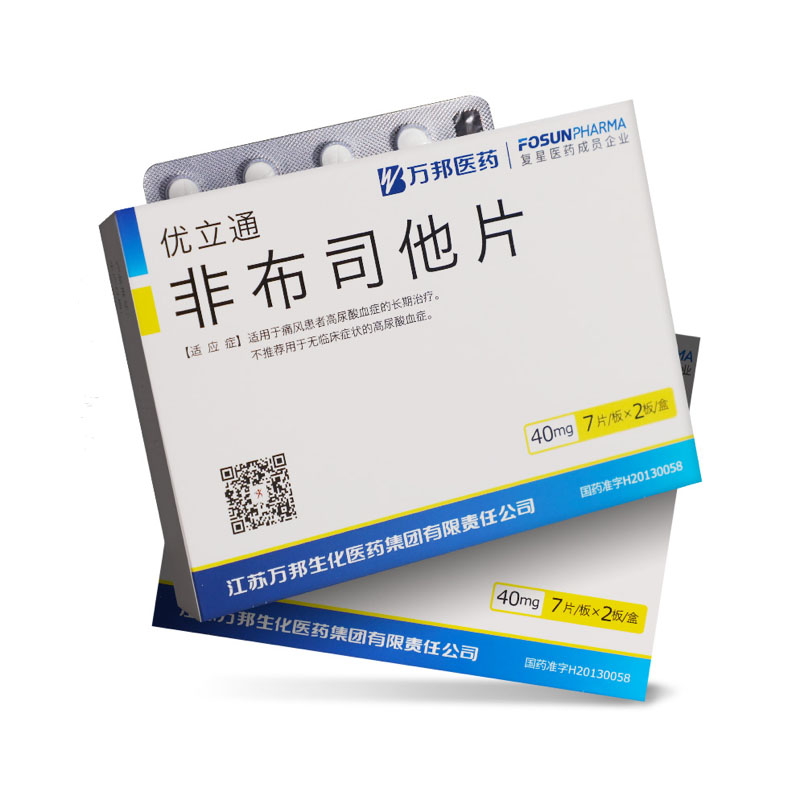 万邦医药
FOSUNPHARMA
复星医药成员企业
优立通
非布司他片
【适应症】适用于痛风患者高尿酸血症的长期治疗。
不推荐用于无临床症状的高尿酸血症。
40mg 7片/板×2板/盒
国药准字H20130058
江苏万邦生化医药集团有限责任公司
PHARMA
企业
40mg 7片/板×2板/盒
万邦生化医药集团有限责任公司
国药准字H20130058